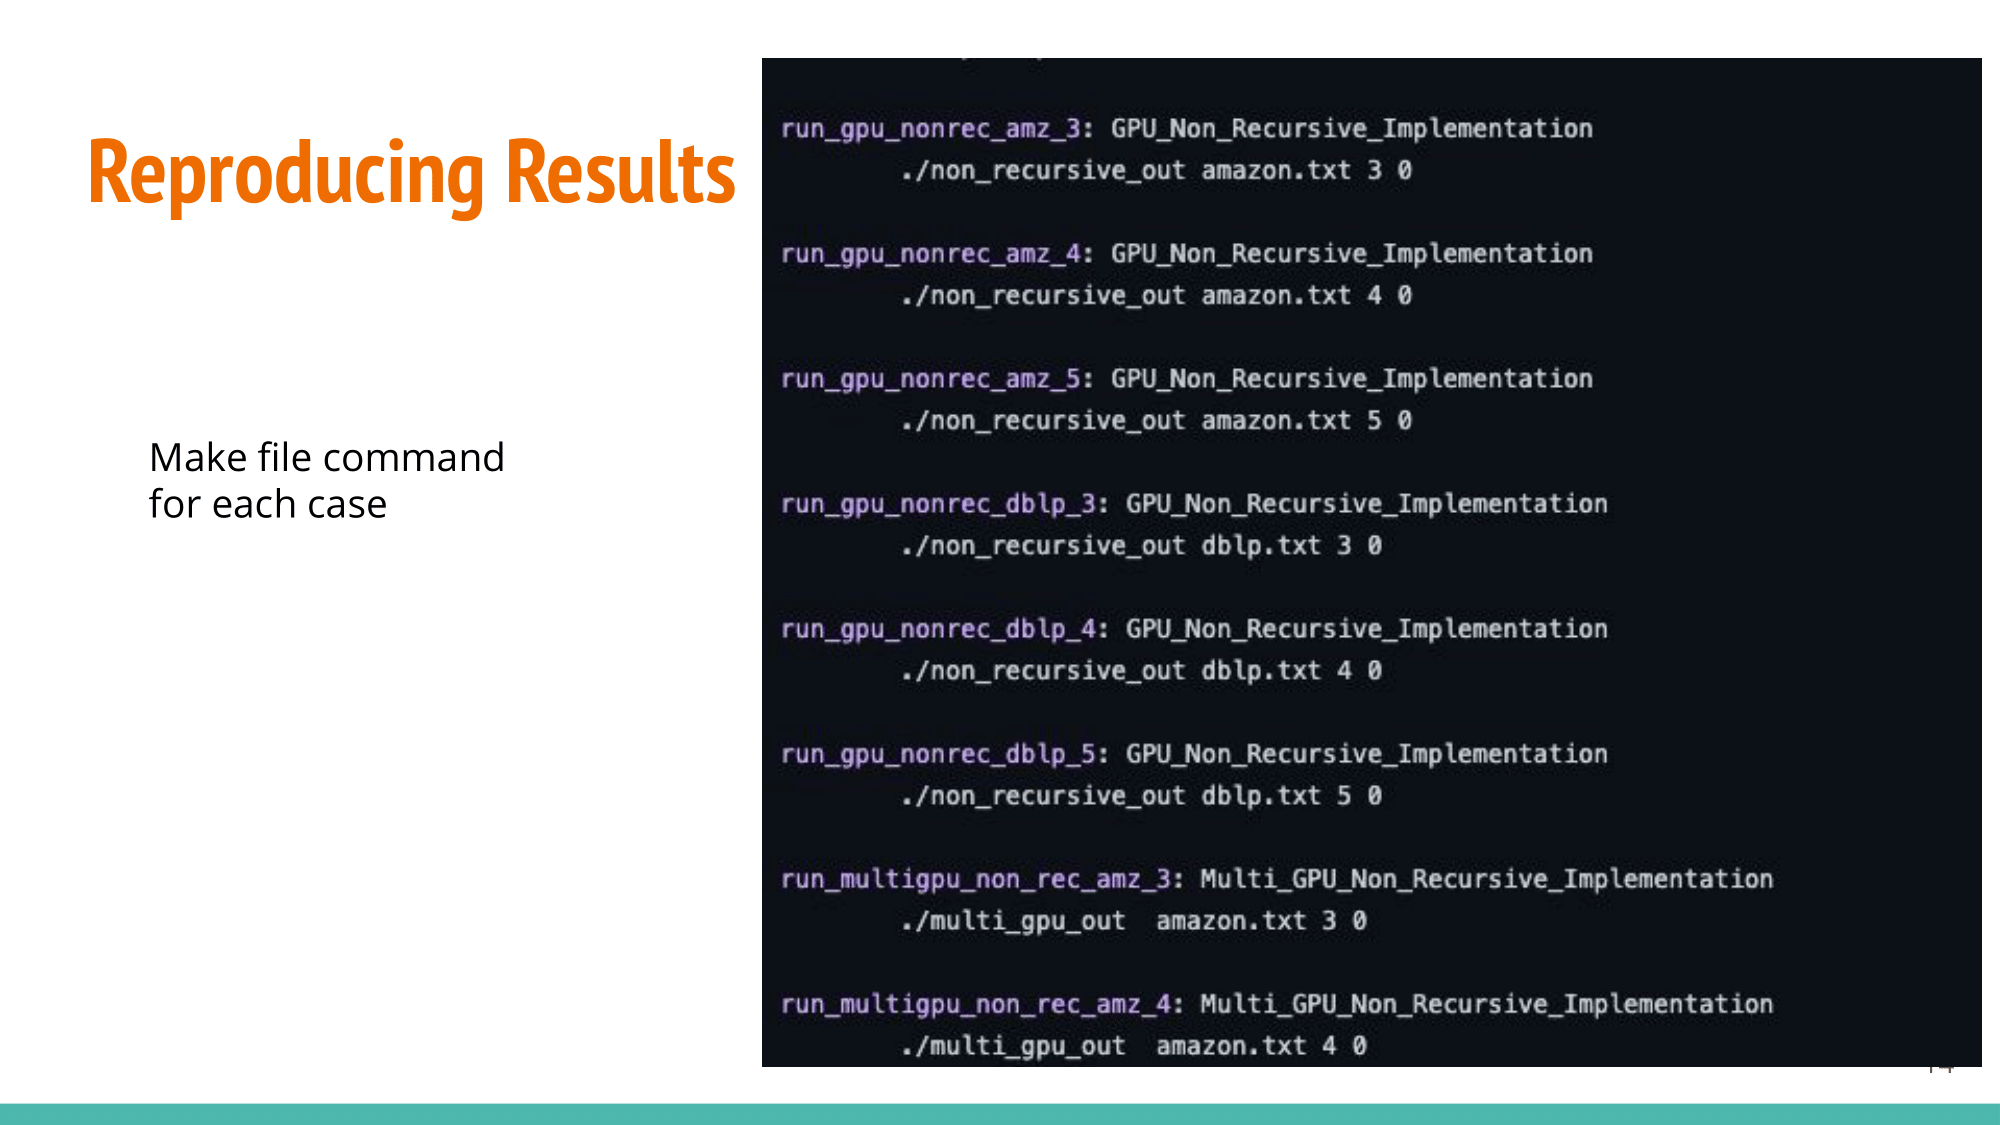 Reproducing Results
Make file command
for each case
run_gpu_nonrec_amz_3: GPU_Non_Recursive_Implementation
./non_recursive_out amazon.txt 3 0
run_gpu_nonrec_amz_4: GPU_Non_Recursive_Implementation
./non_recursive_out amazon.txt 4 0
run_gpu_nonrec_amz_5: GPU_Non_Recursive_Implementation
./non_recursive_out amazon.txt 5 0
run_gpu_nonrec_dblp_3: GPU_Non_Recursive_Implementation
./non_recursive_out dblp.txt 3 0
run_gpu_nonrec_dblp_4: GPU_Non_Recursive_Implementation
./non_recursive_out dblp.txt 4 0
run_gpu_nonrec_dblp_5: GPU_Non_Recursive_Implementation
./non_recursive_out dblp.txt 5 0
run_multigpu_non_rec_amz_3: Multi_GPU_Non_Recursive_Implementation
./multi_gpu_out  amazon.txt 3 0
run_multigpu_non_rec_amz_4: Multi_GPU_Non_Recursive_Implementation
./multi_gpu_out  amazon.txt 4 0